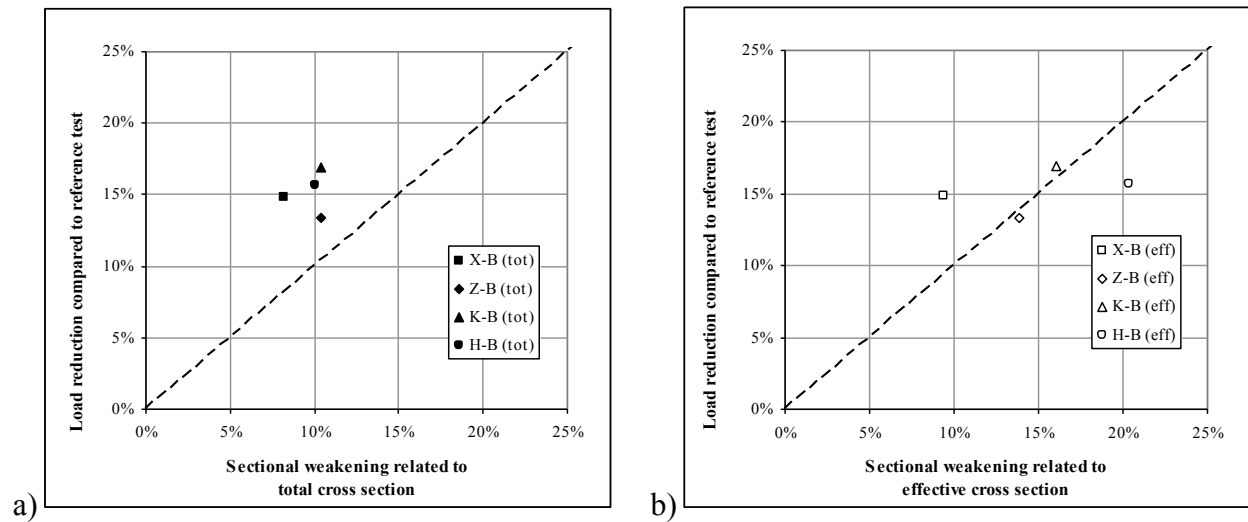 Load reduction compared to reference test
25%
20%
15%
10%
5%
0%
X-B (tot)
Z-B (tot)
K-B (tot)
H-B (tot)
0% 5% 10% 15% 20% 25%
Sectional weakening related to
total cross section
a)
Load reduction compared to reference test
25%
20%
15%
10%
5%
0%
X-B (eff)
Z-B (eff)
K-B (eff)
H-B (eff)
0% 5% 10% 15% 20% 25%
Sectional weakening related to
effective cross section
b)